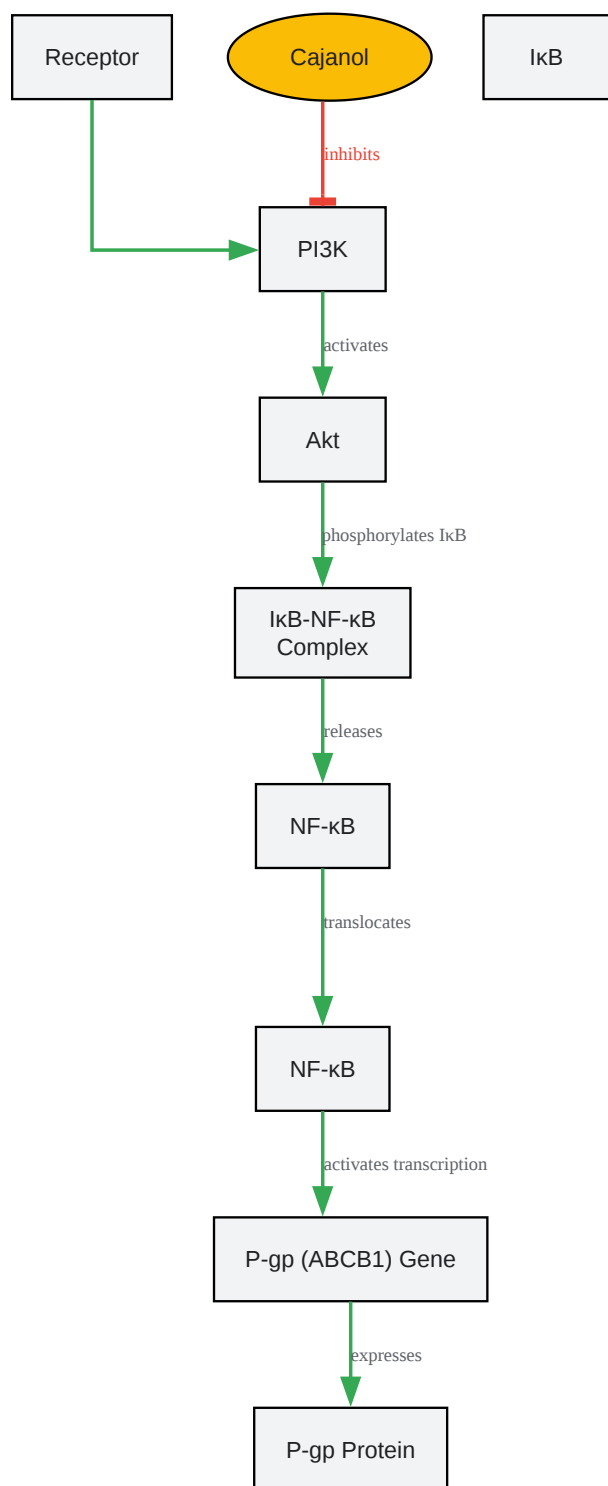 Receptor
Cajanol
IκB
inhibits
PI3K
activates
Akt
phosphorylates IκB
IκB-NF-κB
Complex
releases
NF-κB
translocates
NF-κB
activates transcription
P-gp (ABCB1) Gene
expresses
P-gp Protein